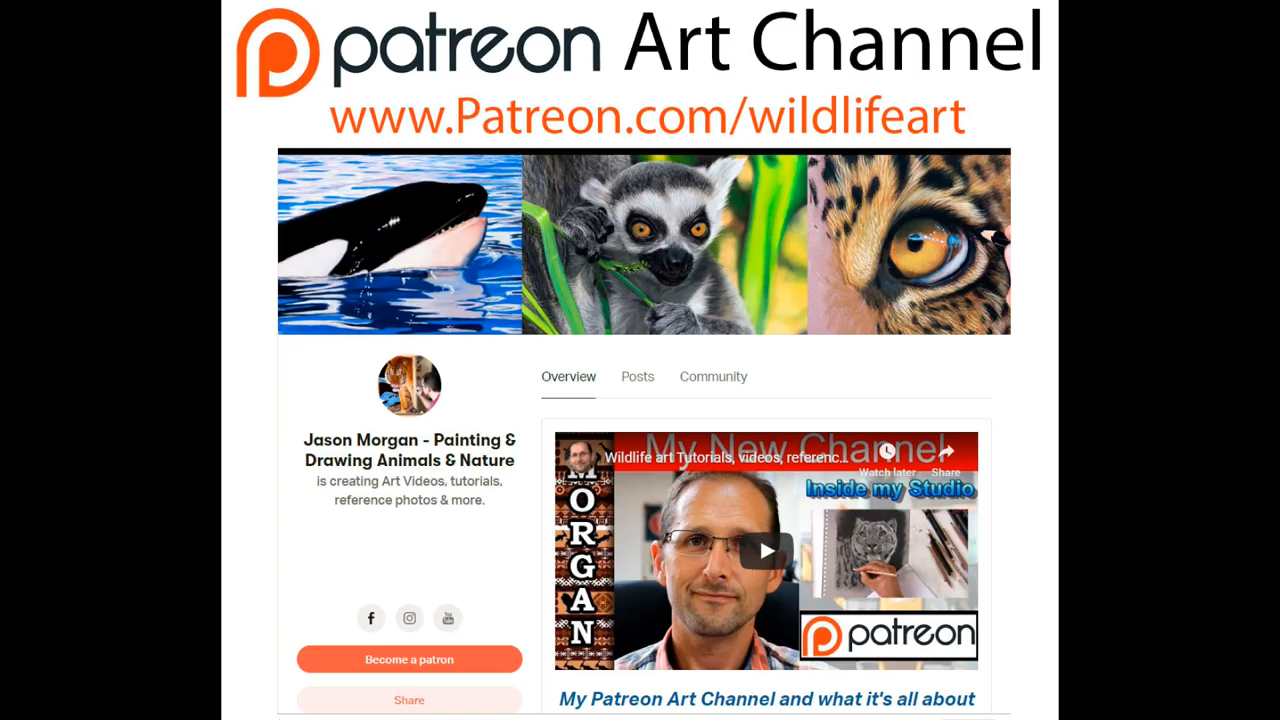 patreon Art Channel
www.Patreon.com/wildlifeart
Overview Posts Community
Jason Morgan - Painting &
Drawing Animals & Nature
is creating Art Videos, tutorials,
reference photos & more.
Become a patron
Share
My New Channel
Wildlife art Tutorials, videos, referenc...
Watch later Share
MORGAN
Inside my Studio
patreon
My Patreon Art Channel and what it's all about